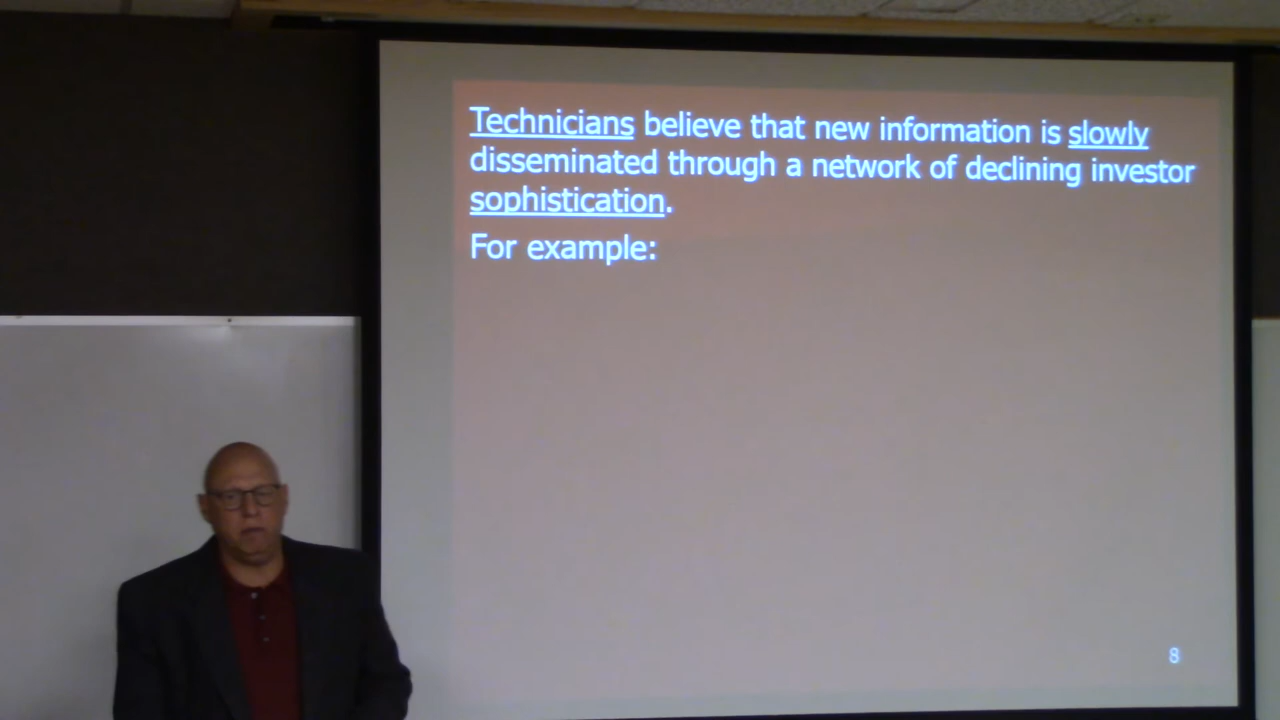 Technicians believe that new information is slowly
disseminated through a network of declining investor
sophistication.
For example:
8